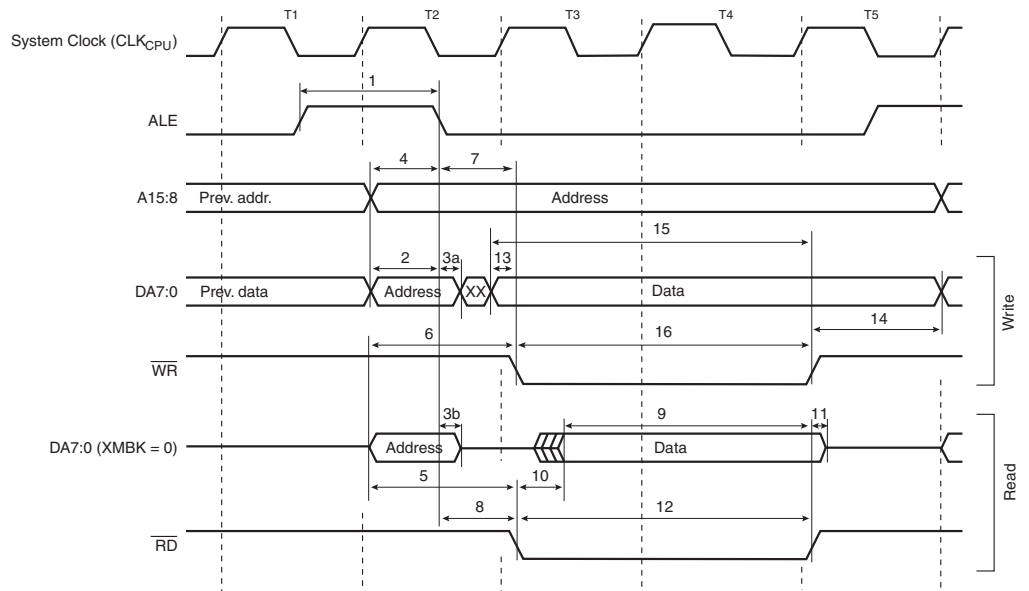 T1 T2 T3 T4 T5
System Clock (CLKCPU)
1
ALE
4 7
A15:8 Prev. addr. Address
15
2 3a 13
DA7:0 Prev. data Address XX Data
14
6 16
WR
Write
3b 9 11
DA7:0 (XMBK = 0) Address Data
5 10
8 12
RD
Read